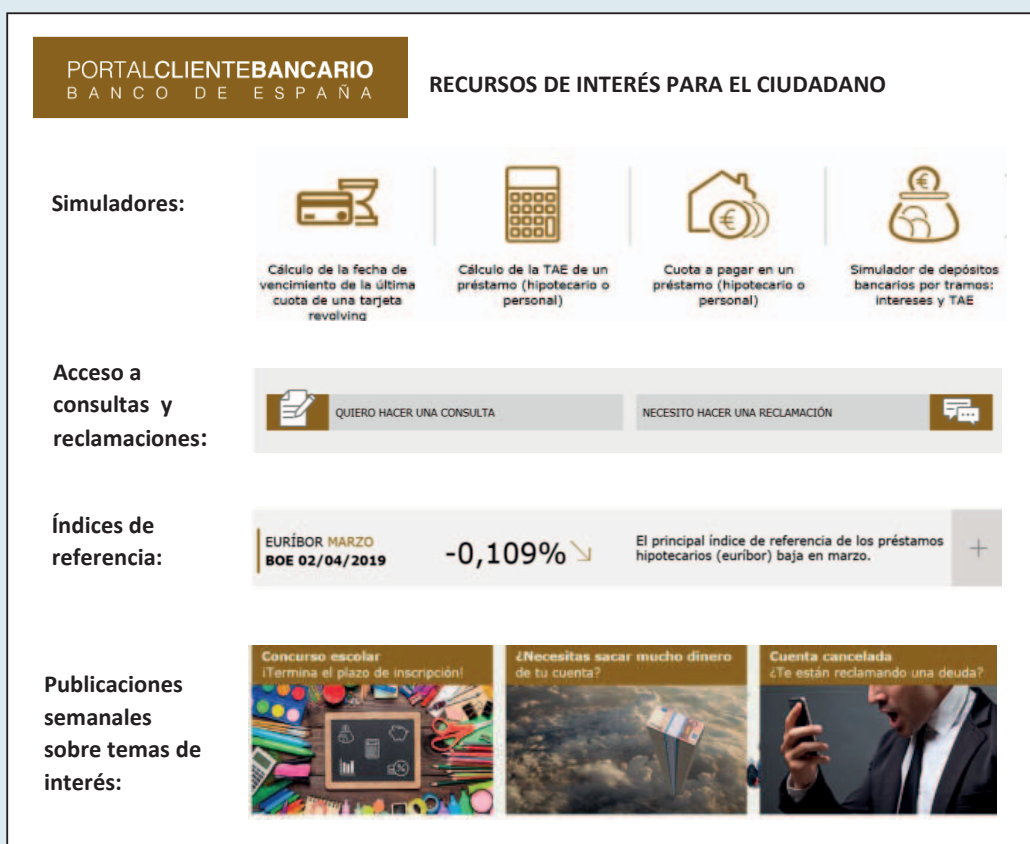 PORTALCLIENTEBANCARIO
BANCO DE ESPAÑA
RECURSOS DE INTERÉS PARA EL CIUDADANO
Simuladores:
Cálculo de la fecha de
vencimiento de la última
cuota de una tarjeta
revolving
Cálculo de la TAE de un
préstamo (hipotecario o
personal)
Cuota a pagar en un
préstamo (hipotecario o
personal)
Simulador de depósitos
bancarios por tramos:
intereses y TAE
Acceso a
consultas y
reclamaciones:
QUIERO HACER UNA CONSULTA
NECESITO HACER UNA RECLAMACIÓN
Índices de
referencia:
EURÍBOR MARZO
BOE 02/04/2019
-0,109%
El principal índice de referencia de los préstamos
hipotecarios (euríbor) baja en marzo.
Publicaciones
semanales
sobre temas de
interés:
Concurso escolar
¡Termina el plazo de inscripción!
¿Necesitas sacar mucho dinero
de tu cuenta?
Cuenta cancelada
¿Te están reclamando una deuda?